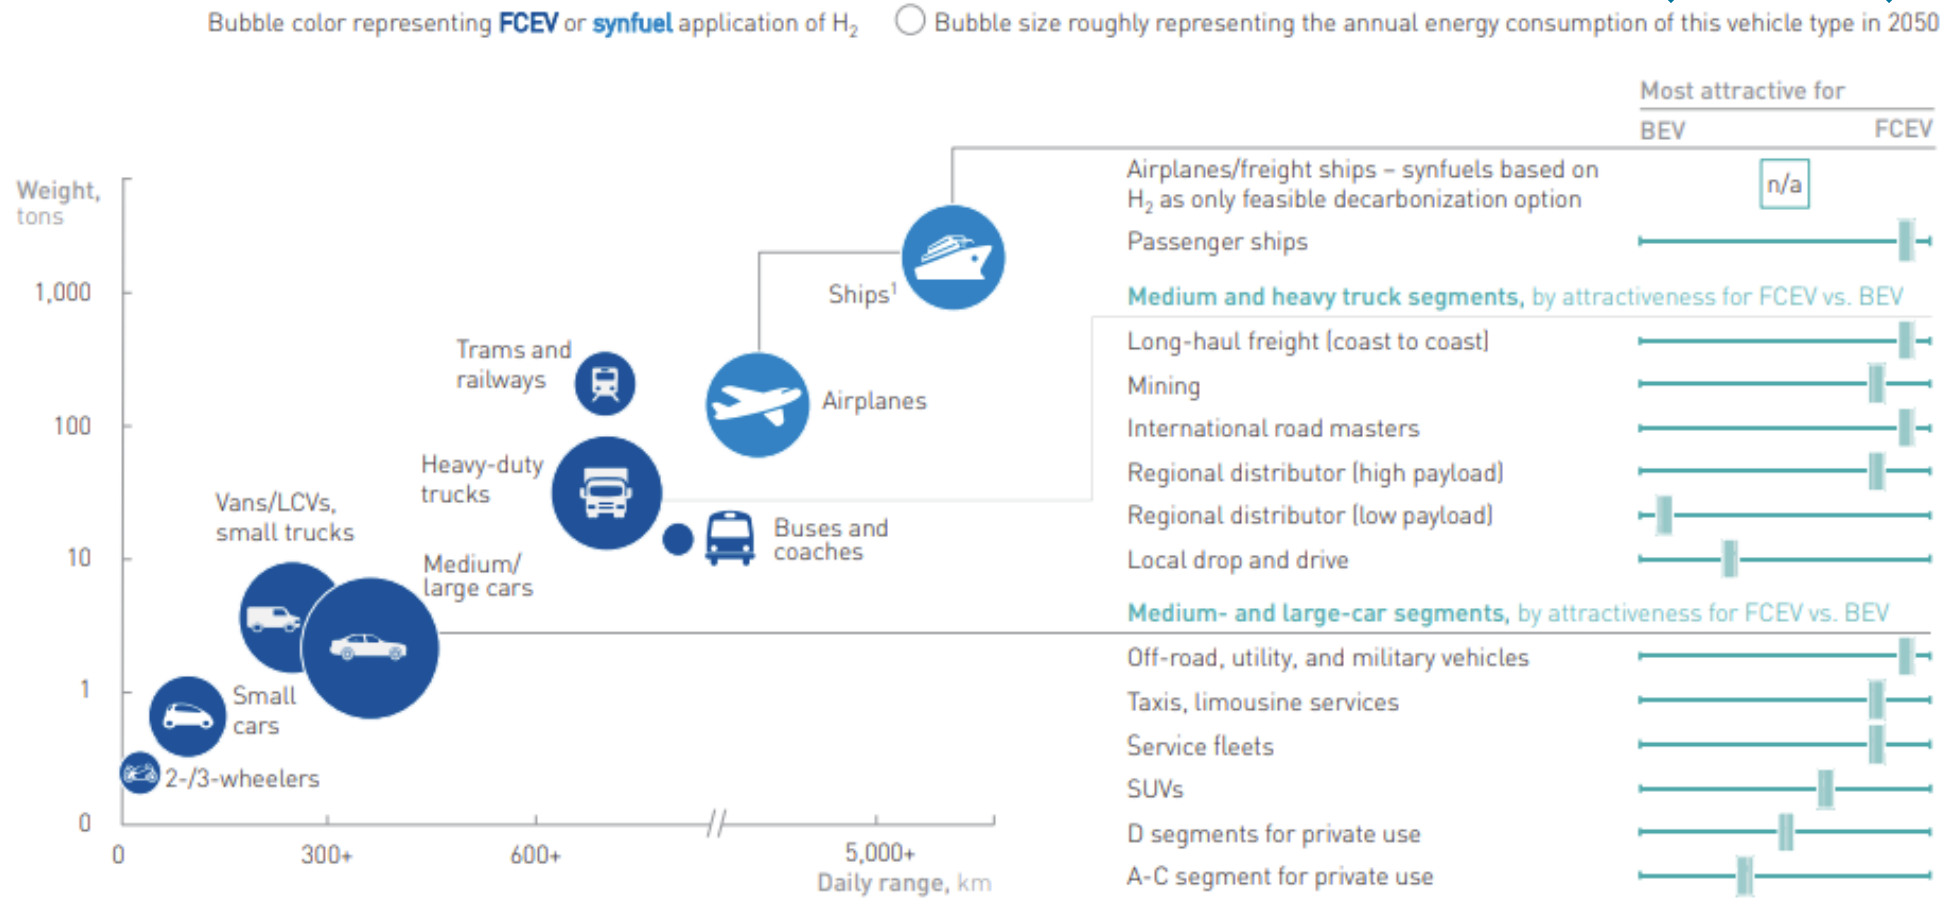 Bubble color representing FCEV or synfuel application of H₂
Bubble size roughly representing the annual energy consumption of this vehicle type in 2050
Most attractive for
BEV FCEV
Weight,
tons
1,000
100
10
1
0
0
300+
600+
5,000+
Daily range, km
Ships¹
Trams and
railways
Airplanes
Heavy-duty
trucks
Buses and
coaches
Vans/LCVs,
small trucks
Medium/
large cars
Small
cars
2-/3-wheelers
Airplanes/freight ships – synfuels based on
H₂ as only feasible decarbonization option
n/a
Passenger ships
Medium and heavy truck segments, by attractiveness for FCEV vs. BEV
Long-haul freight (coast to coast)
Mining
International road masters
Regional distributor (high payload)
Regional distributor (low payload)
Local drop and drive
Medium- and large-car segments, by attractiveness for FCEV vs. BEV
Off-road, utility, and military vehicles
Taxis, limousine services
Service fleets
SUVs
D segments for private use
A-C segment for private use